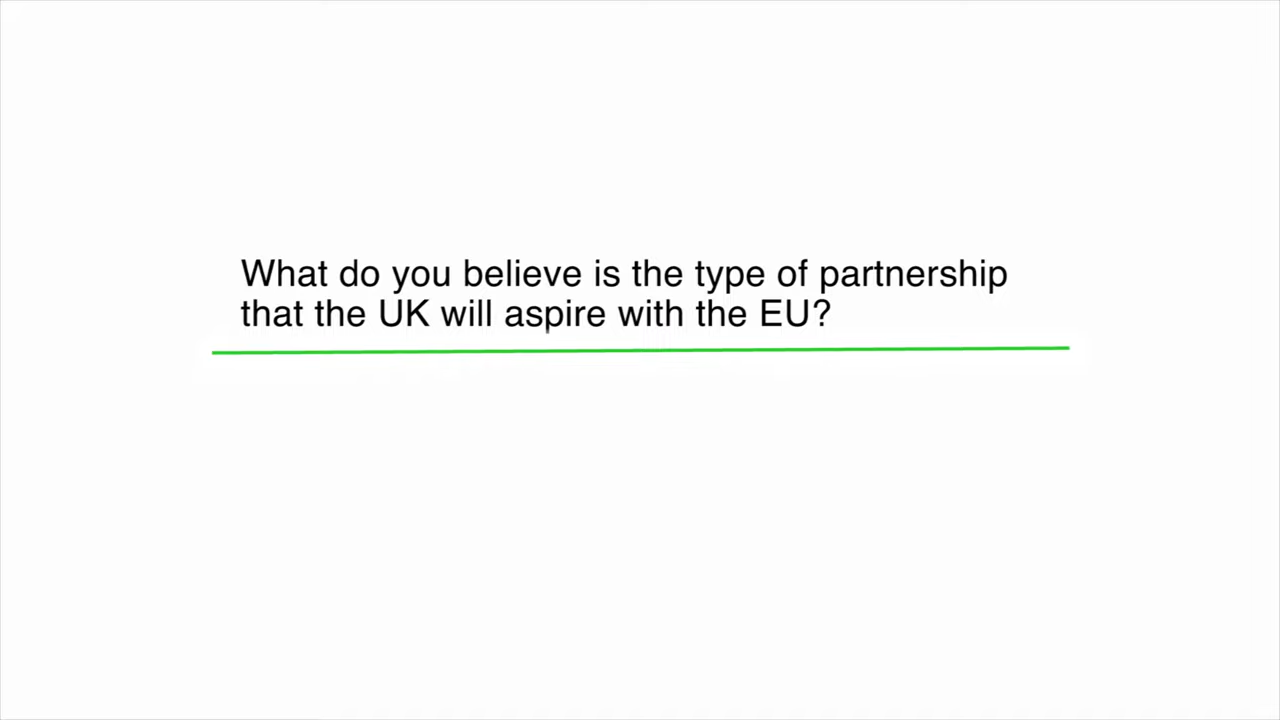 What do you believe is the type of partnership
that the UK will aspire with the EU?